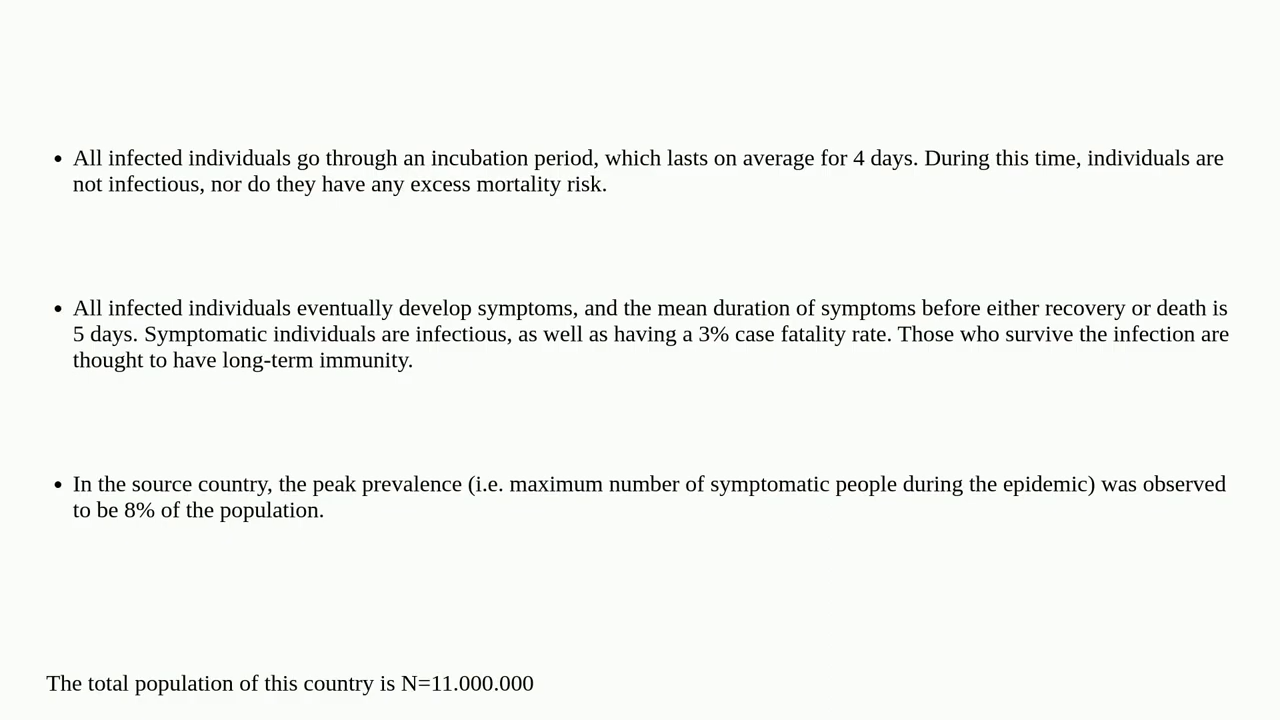 • All infected individuals go through an incubation period, which lasts on average for 4 days. During this time, individuals are
not infectious, nor do they have any excess mortality risk.
• All infected individuals eventually develop symptoms, and the mean duration of symptoms before either recovery or death is
5 days. Symptomatic individuals are infectious, as well as having a 3% case fatality rate. Those who survive the infection are
thought to have long-term immunity.
• In the source country, the peak prevalence (i.e. maximum number of symptomatic people during the epidemic) was observed
to be 8% of the population.
The total population of this country is N=11.000.000